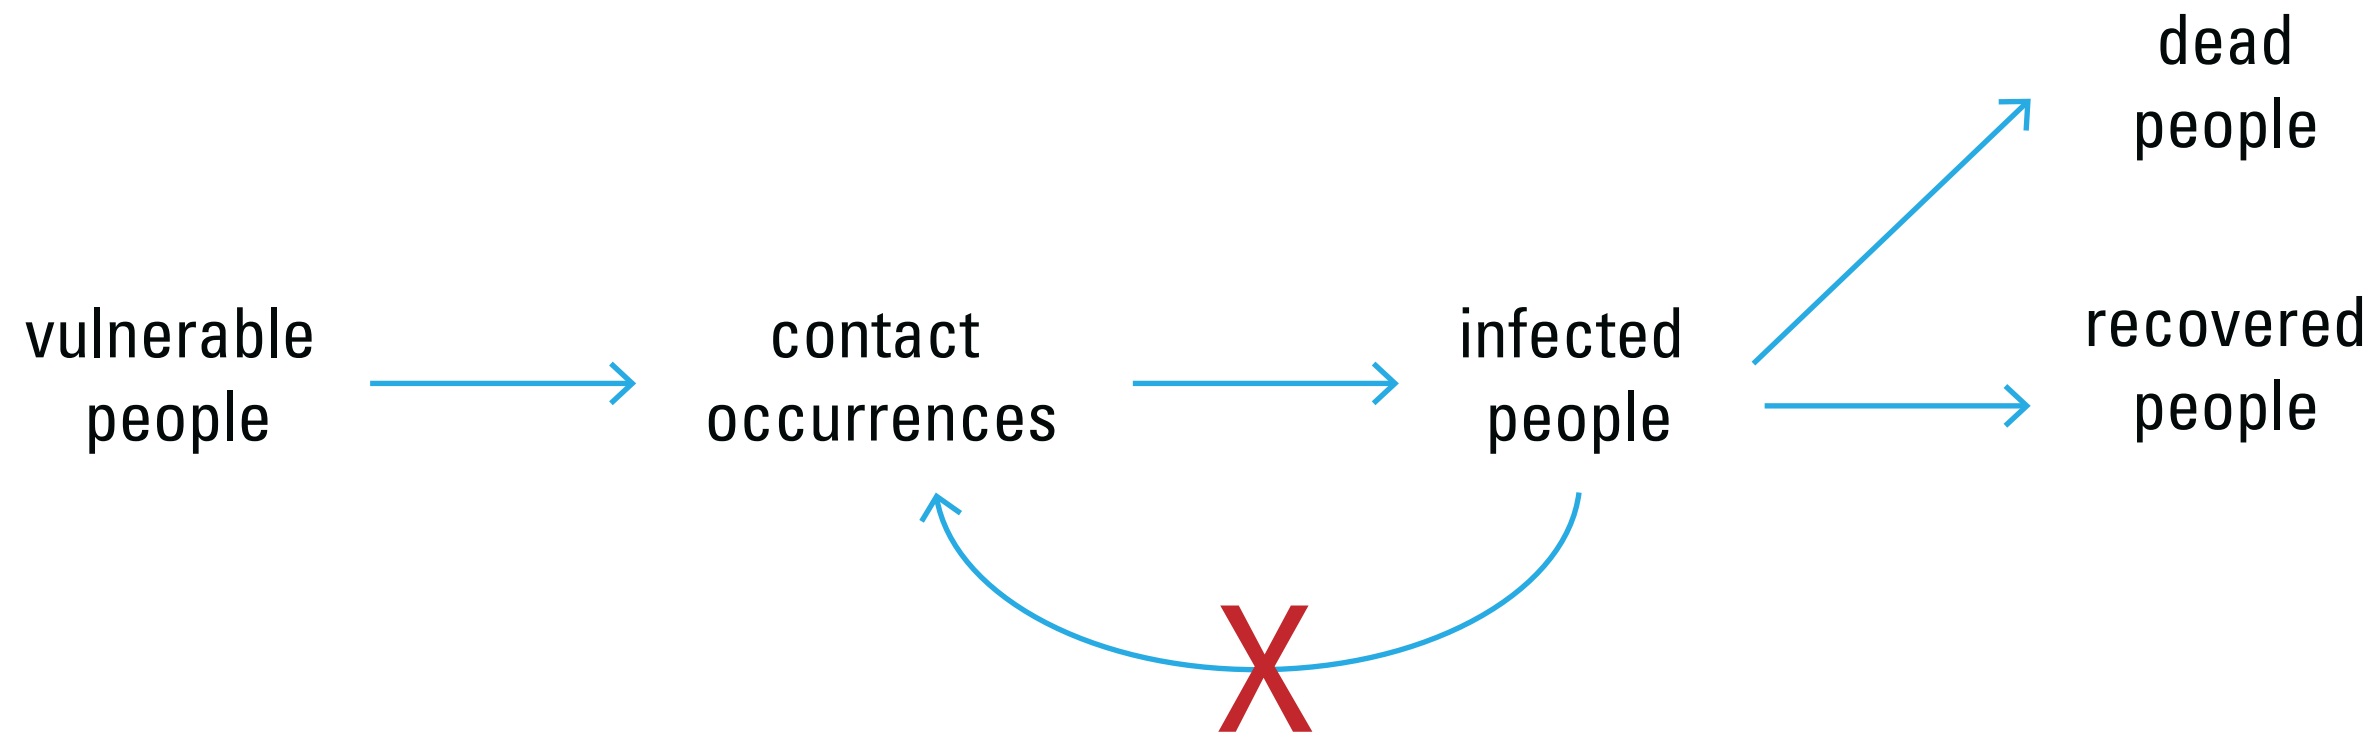 dead
people
vulnerable
people
contact
occurrences
infected
people
recovered
people
X